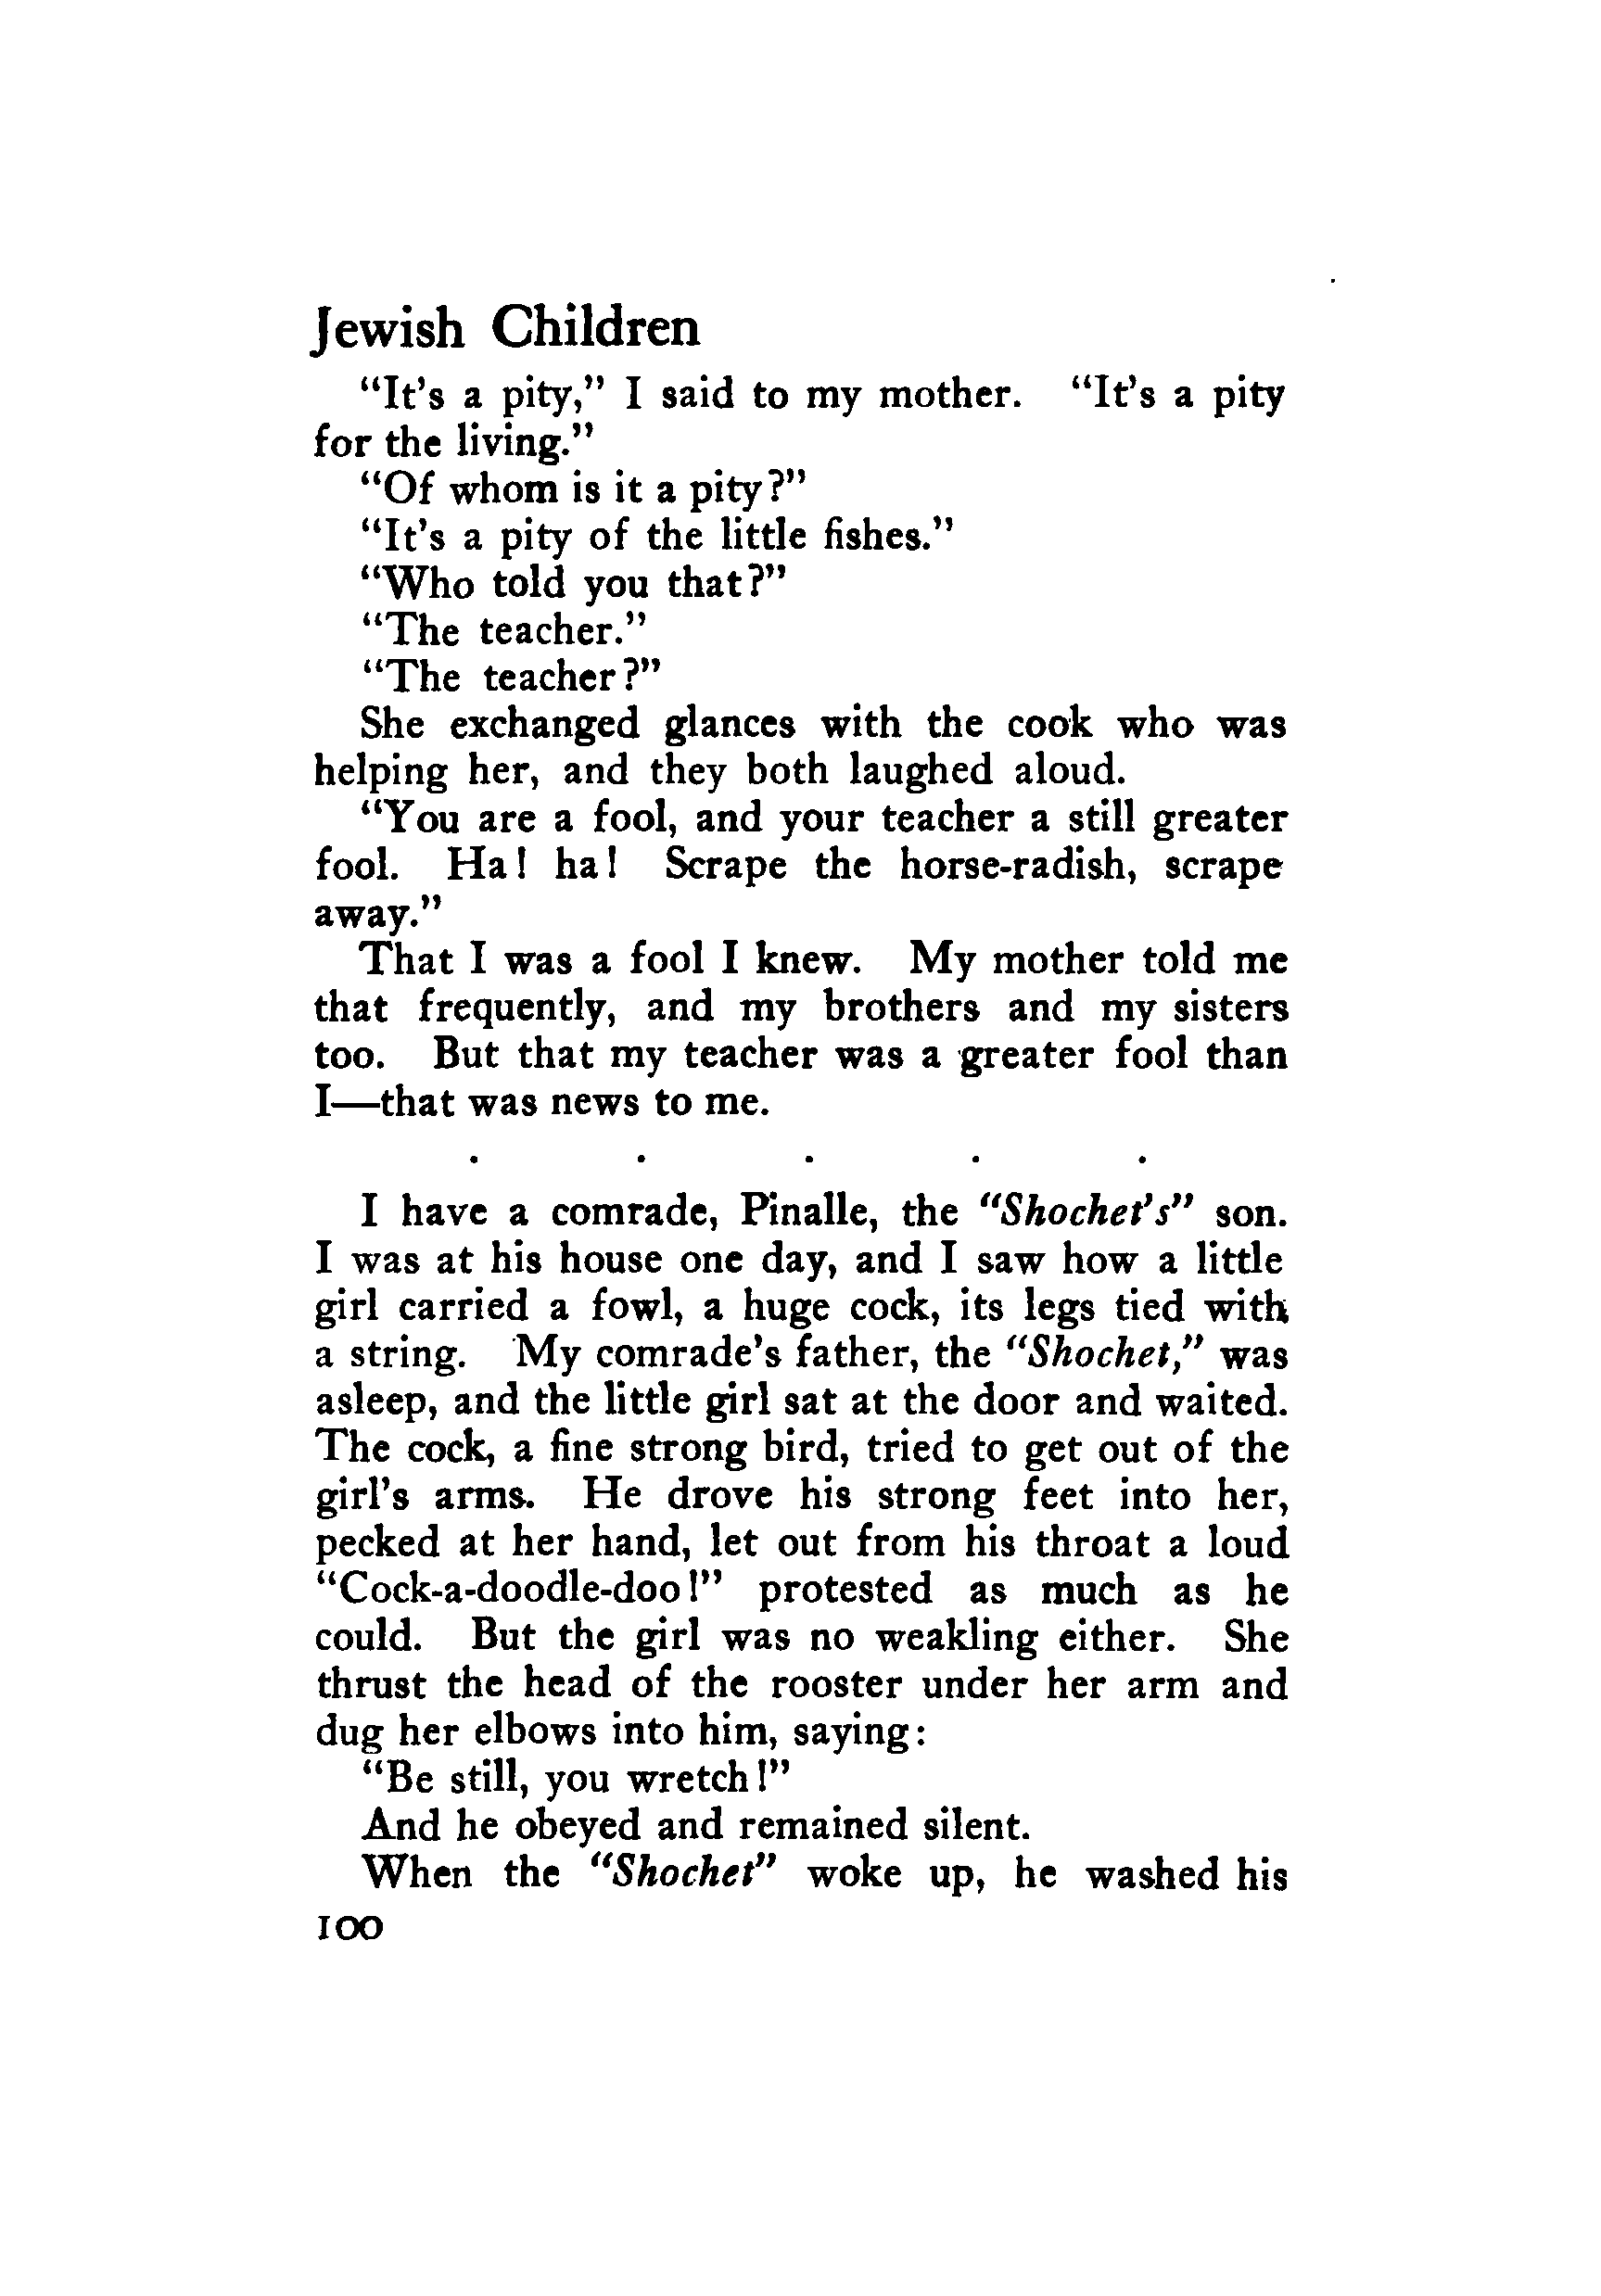 Jewish Children
“It’s a pity,” I said to my mother. “It’s a pity
for the living.”
“Of whom is it a pity?”
“It’s a pity of the little fishes.”
“Who told you that?”
“The teacher.”
“The teacher?”
She exchanged glances with the cook who was
helping her, and they both laughed aloud.
“You are a fool, and your teacher a still greater
fool. Ha! ha! Scrape the horse-radish, scrape
away.”
That I was a fool I knew. My mother told me
that frequently, and my brothers and my sisters
too. But that my teacher was a greater fool than
I—that was news to me.
. . . . .
I have a comrade, Pinalle, the “Shochet’s” son.
I was at his house one day, and I saw how a little
girl carried a fowl, a huge cock, its legs tied with
a string. My comrade’s father, the “Shochet,” was
asleep, and the little girl sat at the door and waited.
The cock, a fine strong bird, tried to get out of the
girl’s arms. He drove his strong feet into her,
pecked at her hand, let out from his throat a loud
“Cock-a-doodle-doo!” protested as much as he
could. But the girl was no weakling either. She
thrust the head of the rooster under her arm and
dug her elbows into him, saying:
“Be still, you wretch!”
And he obeyed and remained silent.
When the “Shochet” woke up, he washed his
100